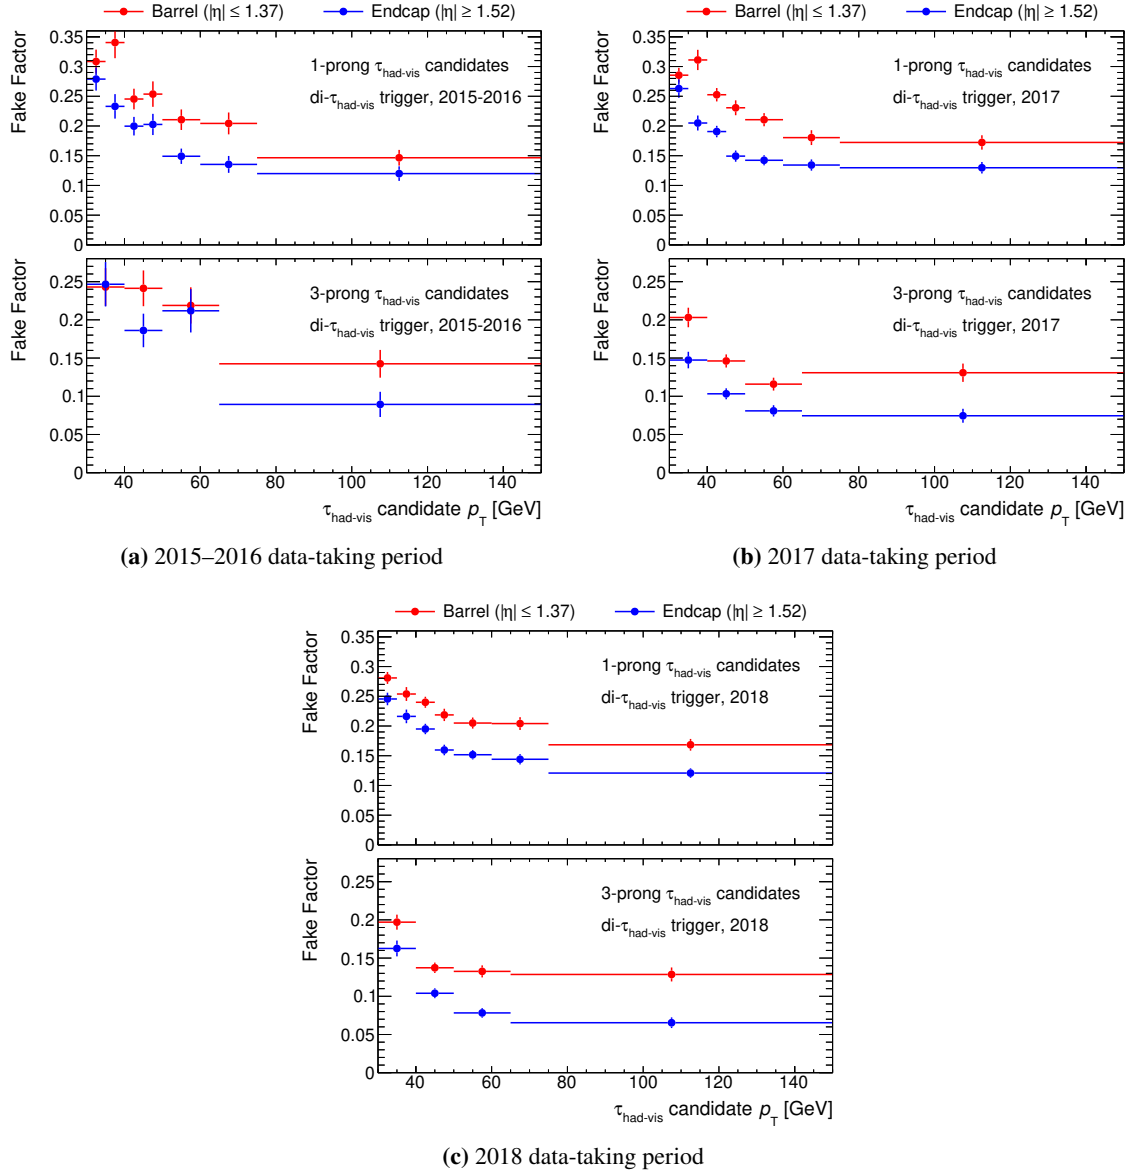 Barrel (|η| ≤ 1.37) Endcap (|η| ≥ 1.52)
Fake Factor
0.35
0.3
0.25
0.2
0.15
0.1
0.05
0
1-prong τhad-vis candidates
di-τhad-vis trigger, 2015-2016
Fake Factor
0.25
0.2
0.15
0.1
0.05
0
3-prong τhad-vis candidates
di-τhad-vis trigger, 2015-2016
40 60 80 100 120 140
τhad-vis candidate pT [GeV]
(a) 2015–2016 data-taking period
Barrel (|η| ≤ 1.37) Endcap (|η| ≥ 1.52)
Fake Factor
0.35
0.3
0.25
0.2
0.15
0.1
0.05
0
1-prong τhad-vis candidates
di-τhad-vis trigger, 2017
Fake Factor
0.25
0.2
0.15
0.1
0.05
0
3-prong τhad-vis candidates
di-τhad-vis trigger, 2017
40 60 80 100 120 140
τhad-vis candidate pT [GeV]
(b) 2017 data-taking period
Barrel (|η| ≤ 1.37) Endcap (|η| ≥ 1.52)
Fake Factor
0.35
0.3
0.25
0.2
0.15
0.1
0.05
0
1-prong τhad-vis candidates
di-τhad-vis trigger, 2018
Fake Factor
0.25
0.2
0.15
0.1
0.05
0
3-prong τhad-vis candidates
di-τhad-vis trigger, 2018
40 60 80 100 120 140
τhad-vis candidate pT [GeV]
(c) 2018 data-taking period